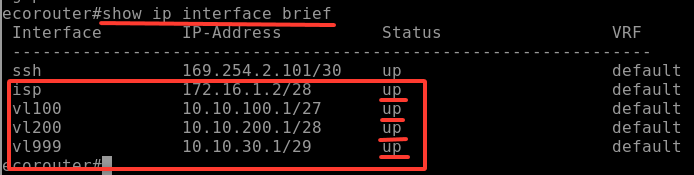 ecorouter#show ip interface brief
Interface IP-Address Status VRF
---------------------------------------------------------------
ssh 169.254.2.101/30 up default
isp 172.16.1.2/28 up default
vl100 10.10.100.1/27 up default
vl200 10.10.200.1/28 up default
vl999 10.10.30.1/29 up default
ecorouter#